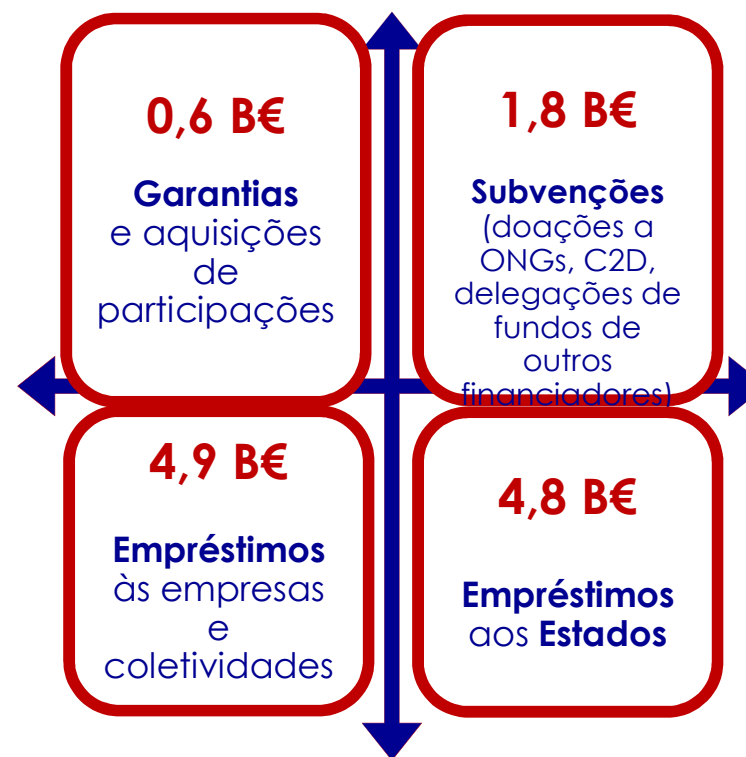 0,6 B€
Garantias
e aquisições
de
participações
1,8 B€
Subvenções
(doações a
ONGs, C2D,
delegações de
fundos de
outros
financiadores)
4,9 B€
Empréstimos
às empresas
e
coletividades
4,8 B€
Empréstimos
aos Estados